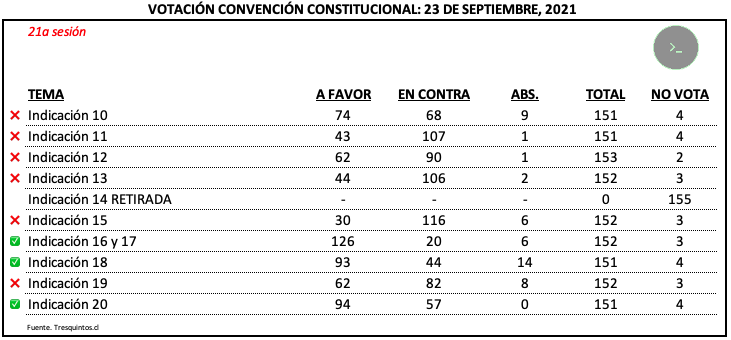 VOTACIÓN CONVENCIÓN CONSTITUCIONAL: 23 DE SEPTIEMBRE, 2021
21a sesión
>_
TEMA A FAVOR EN CONTRA ABS. TOTAL NO VOTA
Indicación 10 74 68 9 151 4
Indicación 11 43 107 1 151 4
Indicación 12 62 90 1 153 2
Indicación 13 44 106 2 152 3
Indicación 14 RETIRADA - - - 0 155
Indicación 15 30 116 6 152 3
Indicación 16 y 17 126 20 6 152 3
Indicación 18 93 44 14 151 4
Indicación 19 62 82 8 152 3
Indicación 20 94 57 0 151 4
Fuente. Tresquintos.cl